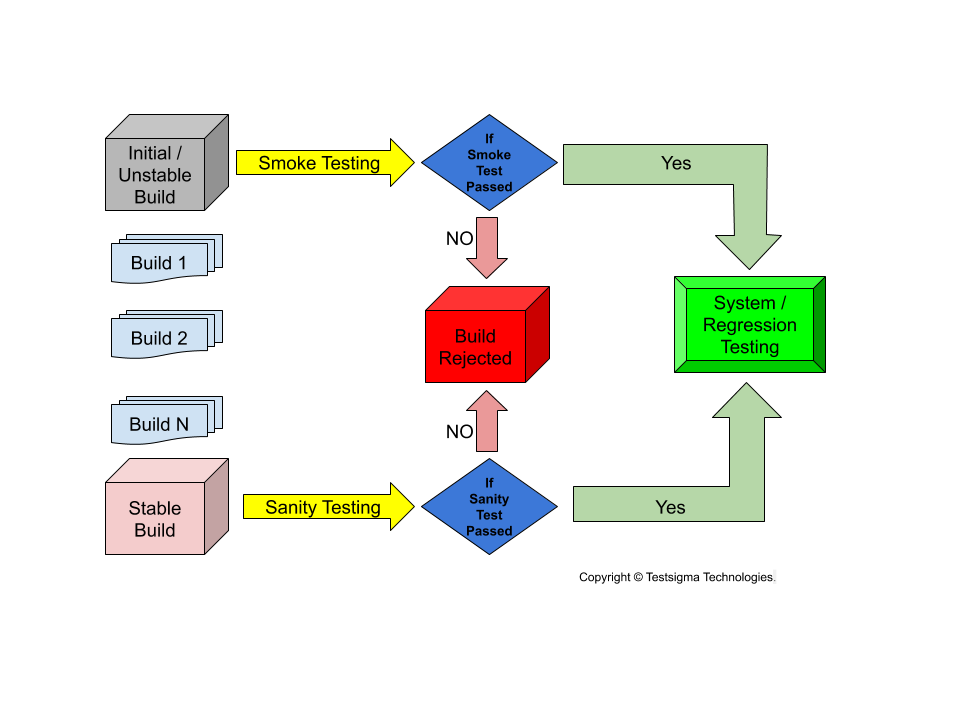 Initial /
Unstable
Build
Smoke Testing
If
Smoke
Test
Passed
Yes
NO
Build 1
Build 2
Build N
Build
Rejected
System /
Regression
Testing
NO
Stable
Build
Sanity Testing
If
Sanity
Test
Passed
Yes
Copyright © Testsigma Technologies.